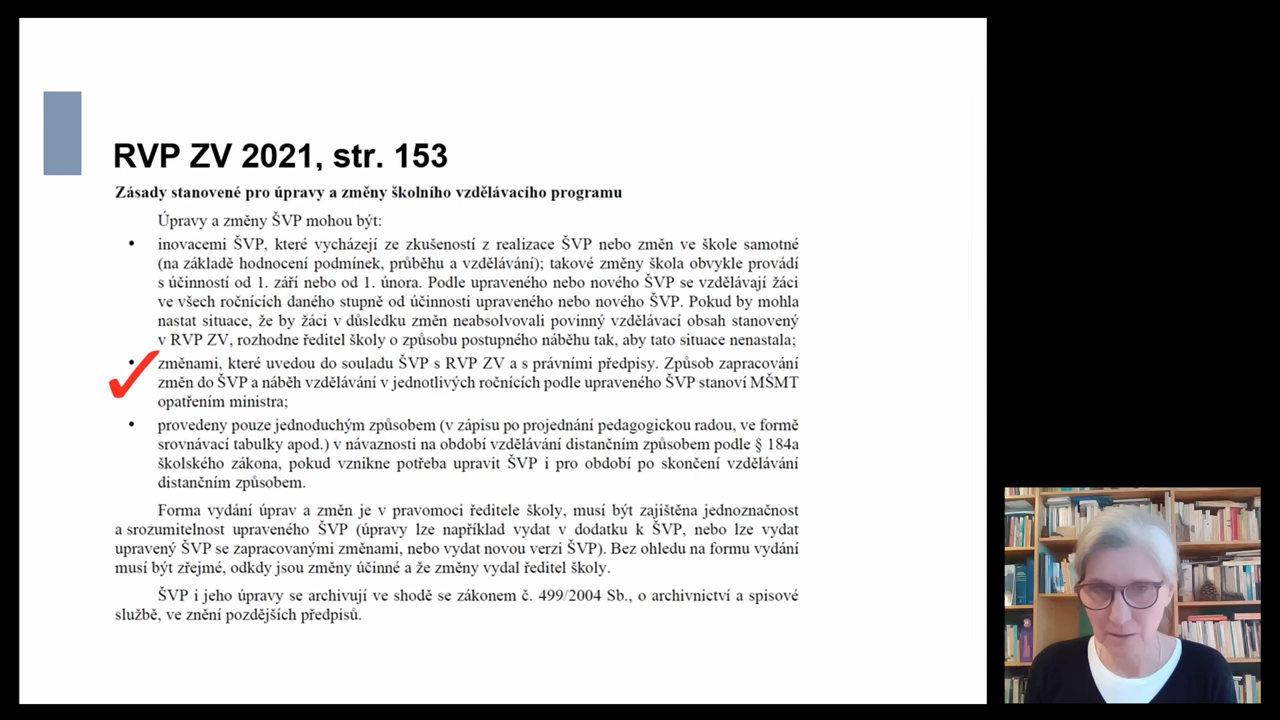 RVP ZV 2021, str. 153
Zásady stanovené pro úpravy a změny školního vzdělávacího programu
Úpravy a změny ŠVP mohou být:
• inovacemi ŠVP, které vycházejí ze zkušeností z realizace ŠVP nebo změn ve škole samotné
(na základě hodnocení podmínek, průběhu a vzdělávání); takové změny škola obvykle provádí
s účinností od 1. září nebo od 1. února. Podle upraveného nebo nového ŠVP se vzdělávají žáci
ve všech ročnících daného stupně od účinnosti upraveného nebo nového ŠVP. Pokud by mohla
nastat situace, že by žáci v důsledku změn neabsolvovali povinný vzdělávací obsah stanovený
v RVP ZV, rozhodne ředitel školy o způsobu postupného náběhu tak, aby tato situace nenastala;
• změnami, které uvedou do souladu ŠVP s RVP ZV a s právními předpisy. Způsob zapracování
změn do ŠVP a náběh vzdělávání v jednotlivých ročnících podle upraveného ŠVP stanoví MŠMT
opatřením ministra;
• provedeny pouze jednoduchým způsobem (v zápisu po projednání pedagogickou radou, ve formě
srovnávací tabulky apod.) v návaznosti na období vzdělávání distančním způsobem podle § 184a
školského zákona, pokud vznikne potřeba upravit ŠVP i pro období po skončení vzdělávání
distančním způsobem.
Forma vydání úprav a změn je v pravomoci ředitele školy, musí být zajištěna jednoznačnost
a srozumitelnost upraveného ŠVP (úpravy lze například vydat v dodatku k ŠVP, nebo lze vydat
upravený ŠVP se zapracovanými změnami, nebo vydat novou verzi ŠVP). Bez ohledu na formu vydání
musí být zřejmé, odkdy jsou změny účinné a že změny vydal ředitel školy.
ŠVP i jeho úpravy se archivují ve shodě se zákonem č. 499/2004 Sb., o archivnictví a spisové
službě, ve znění pozdějších předpisů.